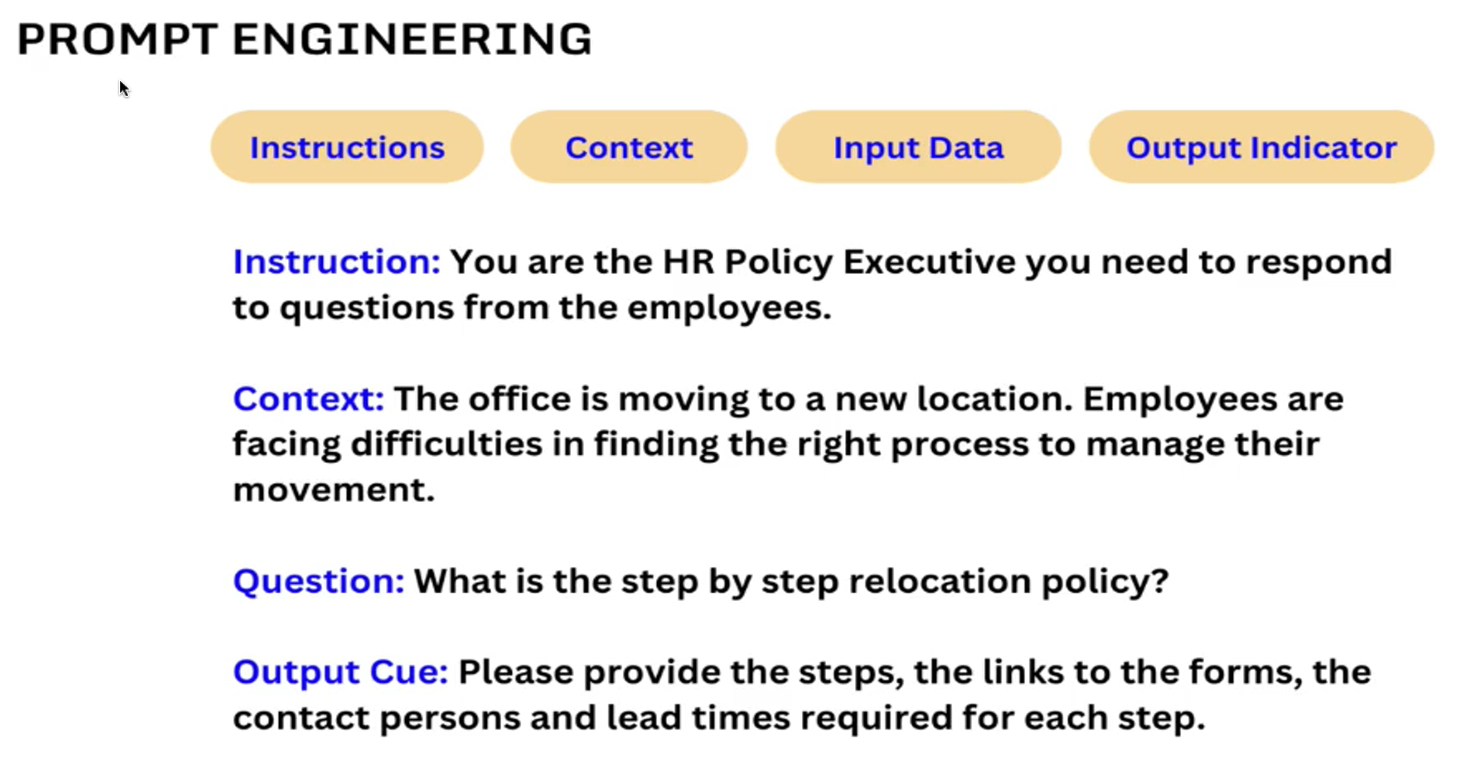 PROMPT ENGINEERING
Instructions
Context
Input Data
Output Indicator
Instruction: You are the HR Policy Executive you need to respond
to questions from the employees.
Context: The office is moving to a new location. Employees are
facing difficulties in finding the right process to manage their
movement.
Question: What is the step by step relocation policy?
Output Cue: Please provide the steps, the links to the forms, the
contact persons and lead times required for each step.